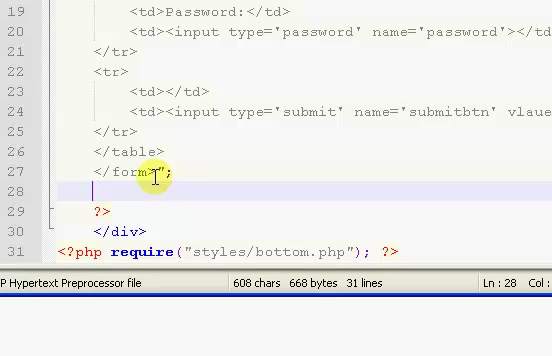 19 <td>Password:</td>
20 <td><input type='password' name='password'></td
21 </tr>
22 <tr>
23 <td></td>
24 <td><input type='submit' name='submitbtn' vlaue
25 </tr>
26 </table>
27 </form>";
28
29 ?>
30 </div>
31 <?php require("styles/bottom.php"); ?>
P Hypertext Preprocessor file 608 chars 668 bytes 31 lines Ln : 28 Col :